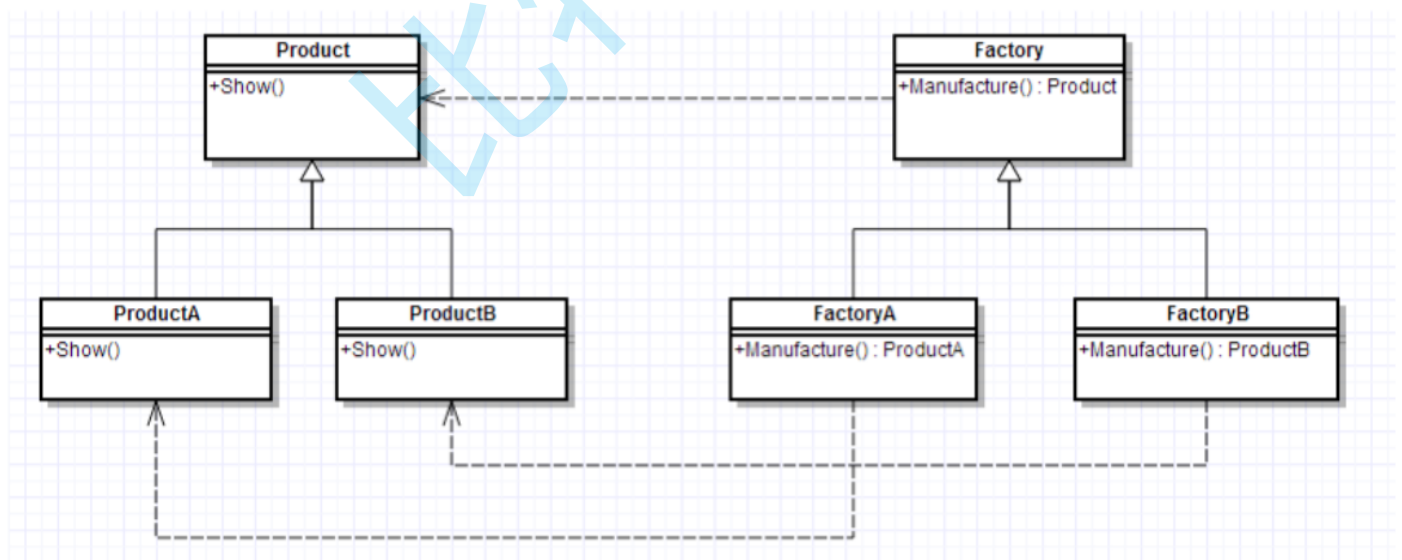 Product
+Show()
Factory
+Manufacture() : Product
ProductA
+Show()
ProductB
+Show()
FactoryA
+Manufacture() : ProductA
FactoryB
+Manufacture() : ProductB